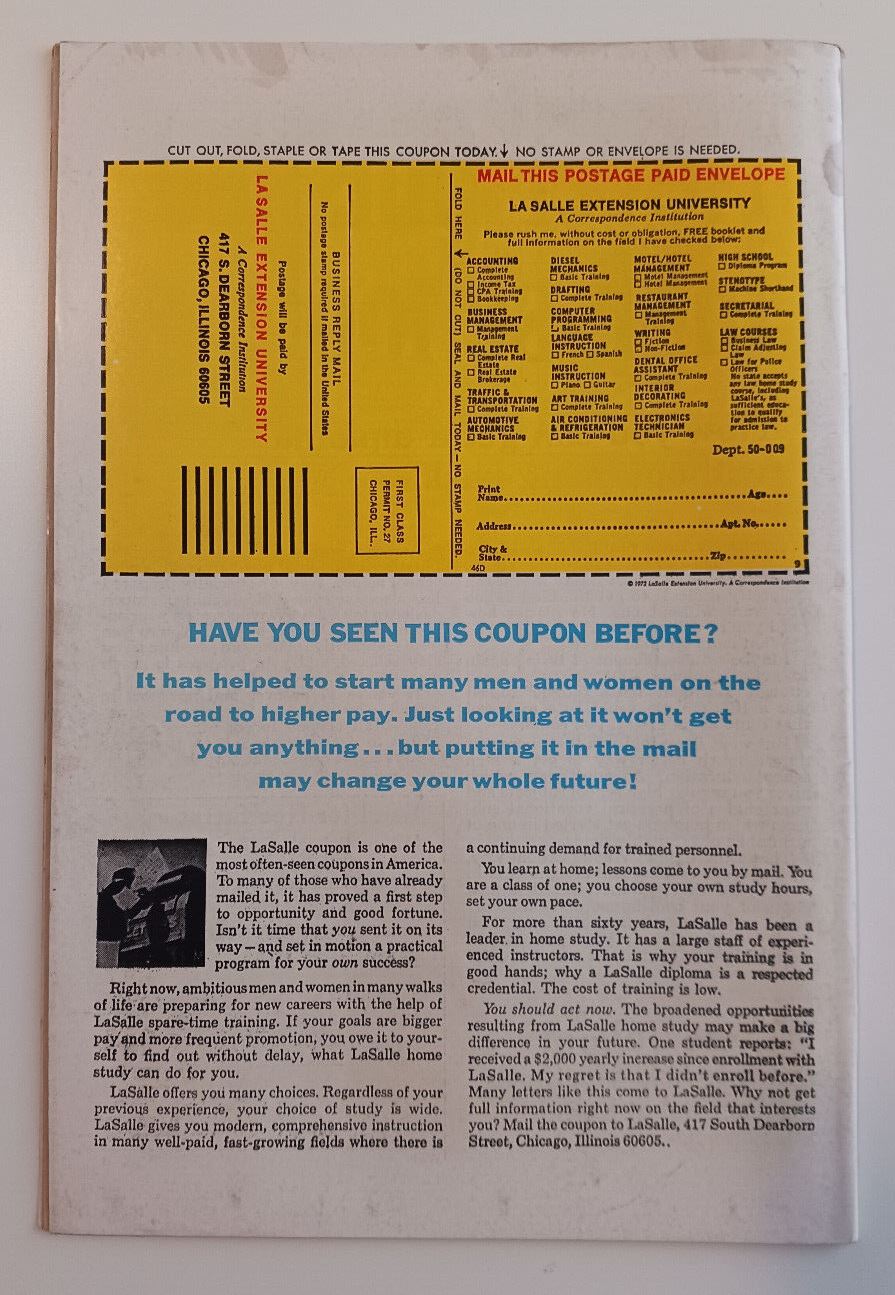 CUT OUT, FOLD, STAPLE OR TAPE THIS COUPON TODAY. NO STAMP OR ENVELOPE IS NEEDED.
BUSINESS REPLY MAIL
No postage stamp required if mailed in the United States
Postage will be paid by
LA SALLE EXTENSION UNIVERSITY
A Correspondence Institution
417 S. DEARBORN STREET
CHICAGO, ILLINOIS 60605
FIRST CLASS
PERMIT NO. 27
CHICAGO, ILL..
FOLD HERE (DO NOT CUT) SEAL AND MAIL TODAY — NO STAMP NEEDED.
MAIL THIS POSTAGE PAID ENVELOPE
LA SALLE EXTENSION UNIVERSITY
A Correspondence Institution
Please rush me, without cost or obligation, FREE booklet and
full information on the field I have checked below:
ACCOUNTING
Complete
Accounting
Income Tax
CPA Training
Bookkeeping
BUSINESS
MANAGEMENT
Management
Training
REAL ESTATE
Complete Real
Estate
Real Estate
Brokerage
TRAFFIC &
TRANSPORTATION
Complete Training
AUTOMOTIVE
MECHANICS
Basic Training
DIESEL
MECHANICS
Basic Training
DRAFTING
Complete Training
COMPUTER
PROGRAMMING
Basic Training
LANGUAGE
INSTRUCTION
French Spanish
MUSIC
INSTRUCTION
Piano Guitar
ART TRAINING
Complete Training
AIR CONDITIONING
& REFRIGERATION
Basic Training
MOTEL/HOTEL
MANAGEMENT
Motel Management
Hotel Management
RESTAURANT
MANAGEMENT
Management
Training
WRITING
Fiction
Non-Fiction
DENTAL OFFICE
ASSISTANT
Complete Training
INTERIOR
DECORATING
Complete Training
ELECTRONICS
TECHNICIAN
Basic Training
HIGH SCHOOL
Diploma Program
STENOTYPE
Machine Shorthand
SECRETARIAL
Complete Training
LAW COURSES
Business Law
Claim Adjusting
Law
Law for Police
Officers
No state accepts
any law home study
course, including
LaSalle's, as
sufficient educa-
tion to qualify
for admission to
practice law.
Dept. 50-009
Print
Name Age
Address Apt. No.
City &
State Zip
46D 9
© 1972 LaSalle Extension University. A Correspondence Institution
HAVE YOU SEEN THIS COUPON BEFORE?
It has helped to start many men and women on the
road to higher pay. Just looking at it won't get
you anything...but putting it in the mail
may change your whole future!
The LaSalle coupon is one of the
most often-seen coupons in America.
To many of those who have already
mailed it, it has proved a first step
to opportunity and good fortune.
Isn't it time that you sent it on its
way – and set in motion a practical
program for your own success?
Right now, ambitious men and women in many walks
of life are preparing for new careers with the help of
LaSalle spare-time training. If your goals are bigger
pay and more frequent promotion, you owe it to your-
self to find out without delay, what LaSalle home
study can do for you.
LaSalle offers you many choices. Regardless of your
previous experience, your choice of study is wide.
LaSalle gives you modern, comprehensive instruction
in many well-paid, fast-growing fields where there is
a continuing demand for trained personnel.
You learn at home; lessons come to you by mail. You
are a class of one; you choose your own study hours,
set your own pace.
For more than sixty years, LaSalle has been a
leader in home study. It has a large staff of experi-
enced instructors. That is why your training is in
good hands; why a LaSalle diploma is a respected
credential. The cost of training is low.
You should act now. The broadened opportunities
resulting from LaSalle home study may make a big
difference in your future. One student reports: "I
received a $2,000 yearly increase since enrollment with
LaSalle. My regret is that I didn't enroll before."
Many letters like this come to LaSalle. Why not get
full information right now on the field that interests
you? Mail the coupon to LaSalle, 417 South Dearborn
Street, Chicago, Illinois 60605..